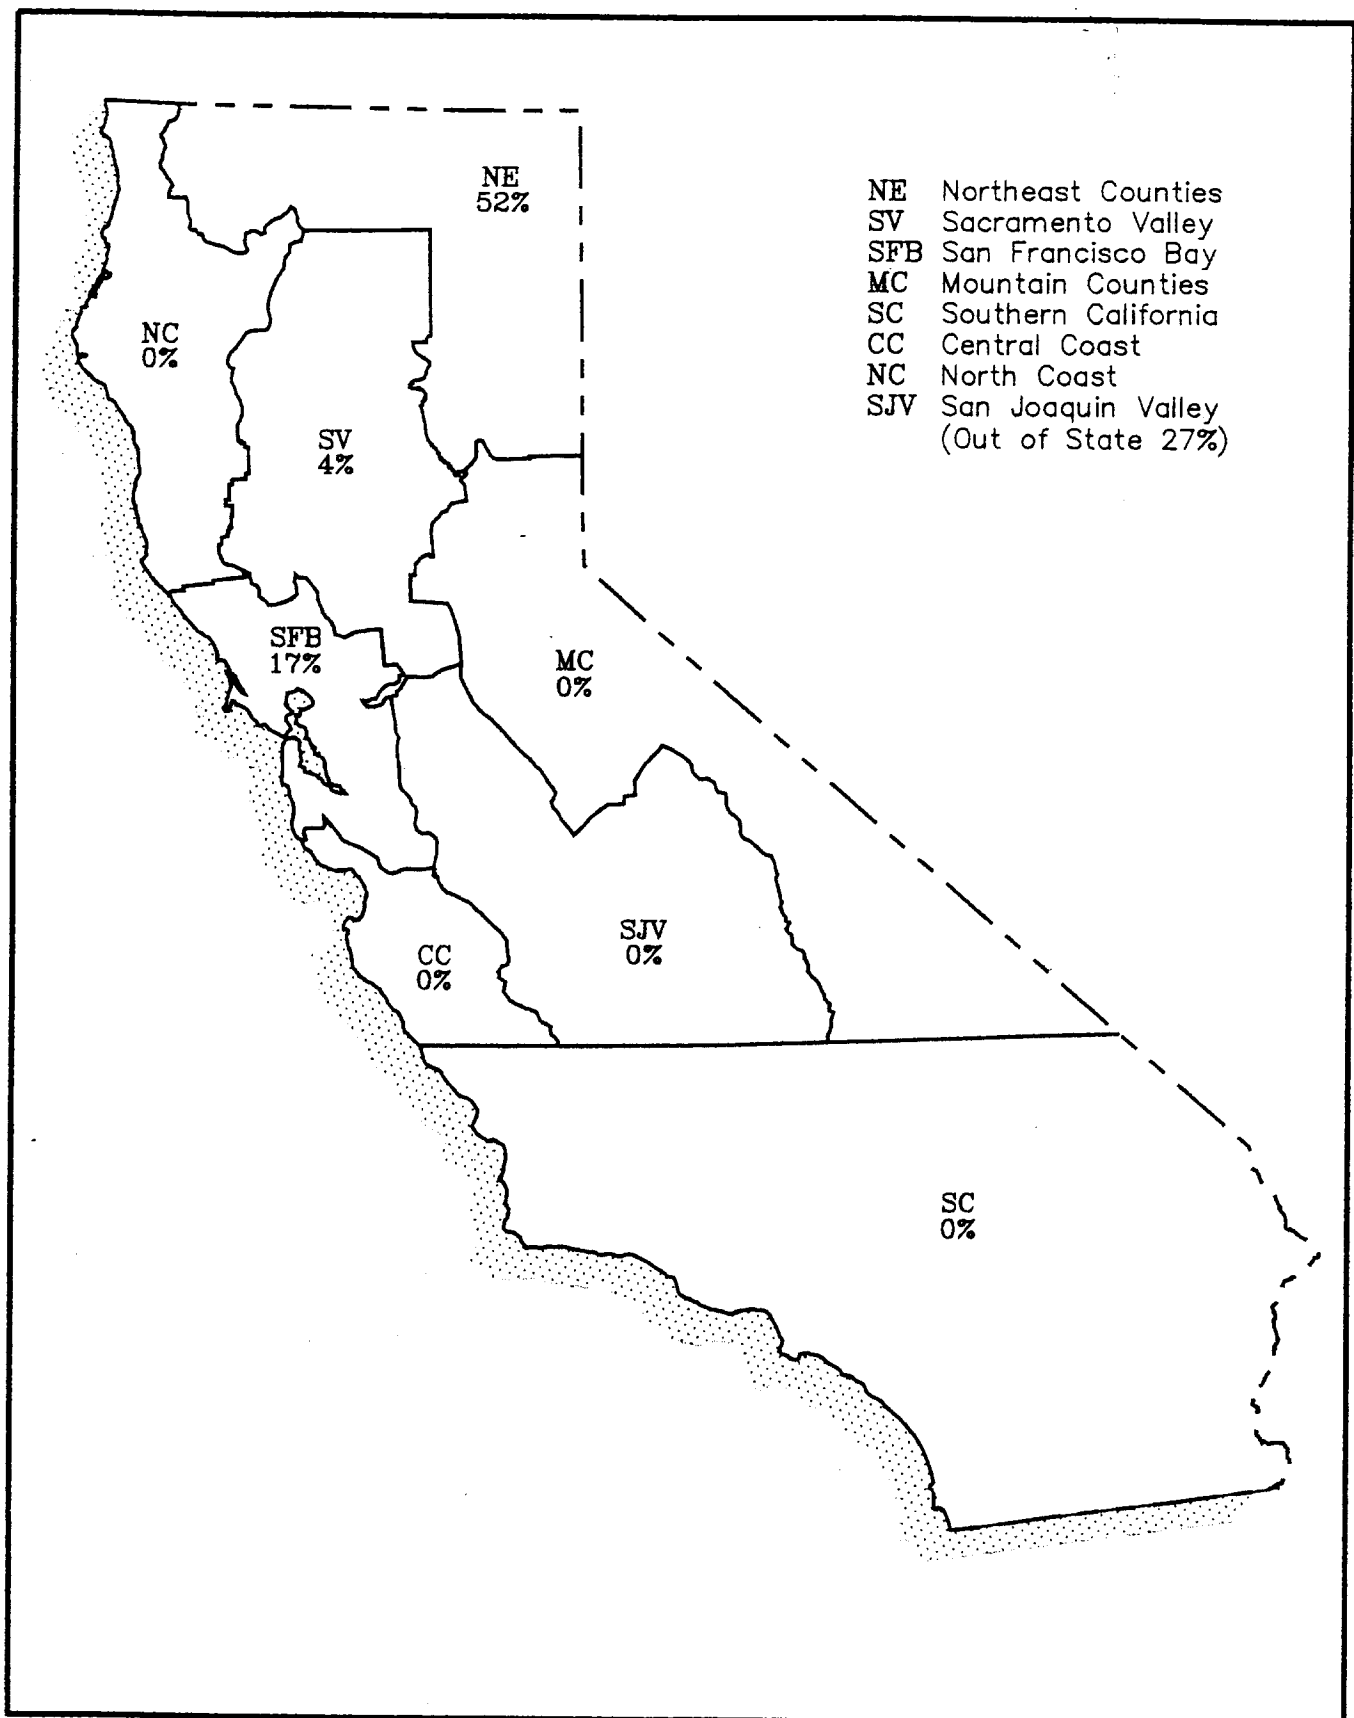 NE
52%
NE Northeast Counties
SV Sacramento Valley
SFB San Francisco Bay
MC Mountain Counties
SC Southern California
CC Central Coast
NC North Coast
SJV San Joaquin Valley
(Out of State 27%)
NC
0%
SV
4%
SFB
17%
MC
0%
SJV
0%
CC
0%
SC
0%